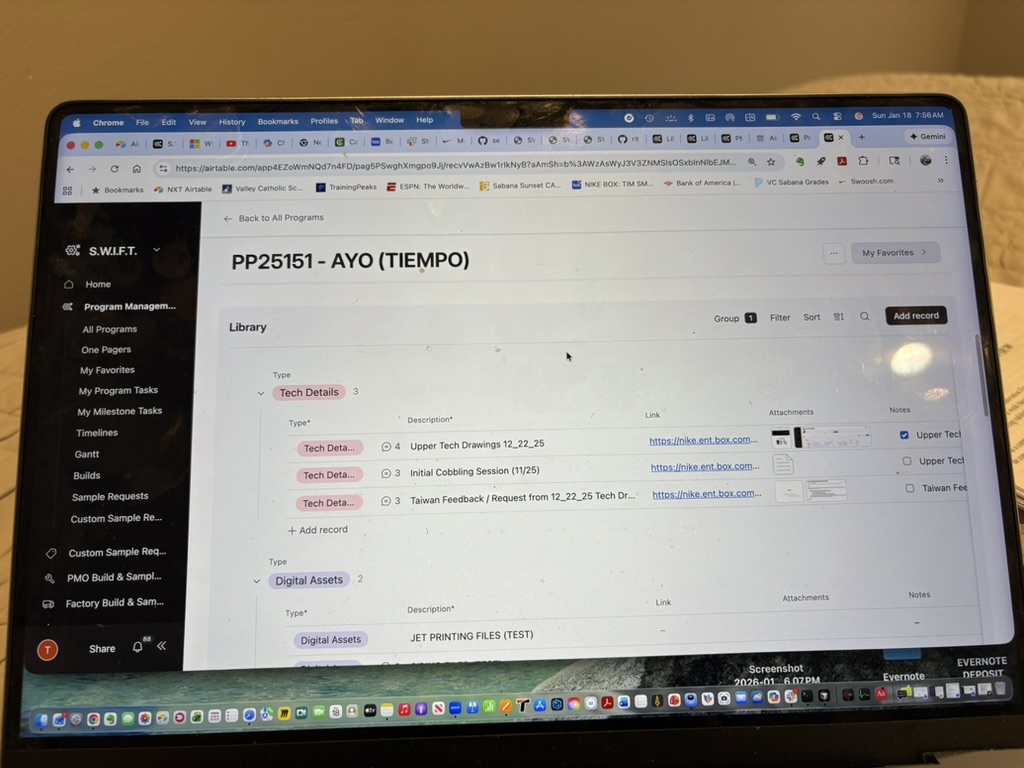 Chrome File Edit View History Bookmarks Profiles Tab Window Help Sun Jan 18 7:56AM
Gemini
https://airtable.com/app4EZoWmNQd7n4FD/pag5PSwghXmgpo9Jj/recvVwAzBw1rIkNyB?aAmSh=b%3AWzAsWyJ3V3ZNMSIsOSxbInNlbEJM...
Bookmarks NXT Airtable Valley Catholic Sc... TrainingPeaks ESPN: The Worldw... Sabana Sunset CA... NIKE BOX: TIM SM... Bank of America |... VC Sabana Grades Swoosh.com »
← Back to All Programs
S.W.I.F.T.
PP25151 - AYO (TIEMPO)
... My Favorites >
Home
Program Managem...
All Programs
One Pagers
My Favorites
My Program Tasks
My Milestone Tasks
Timelines
Gantt
Builds
Sample Requests
Custom Sample Re...
Custom Sample Req...
PMO Build & Sampl...
Factory Build & Sam...
T Share 88
Library
Group 1 Filter Sort Add record
Type
Tech Details 3
Type* Description* Link Attachments Notes
Tech Deta... 4 Upper Tech Drawings 12_22_25 https://nike.ent.box.com... Upper Tech
Tech Deta... 3 Initial Cobbling Session (11/25) https://nike.ent.box.com... Upper Tech
Tech Deta... 3 Taiwan Feedback / Request from 12_22_25 Tech Dr... https://nike.ent.box.com... Taiwan Fee
+ Add record
Type
Digital Assets 2
Type* Description* Link Attachments Notes
Digital Assets JET PRINTING FILES (TEST) – –
Screenshot
2026-01...6.07PM
Evernote
EVERNOTE
DEPOSIT